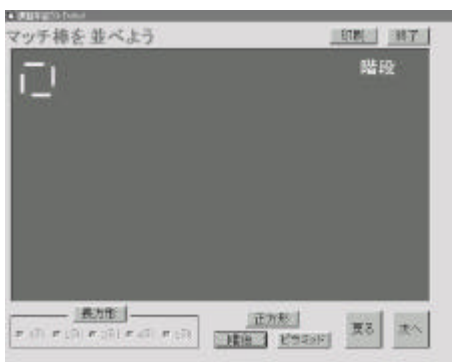 マッチ棒を並べよう
印刷 終了
階段
長方形
正方形
階段 ピラミッド
戻る 次へ